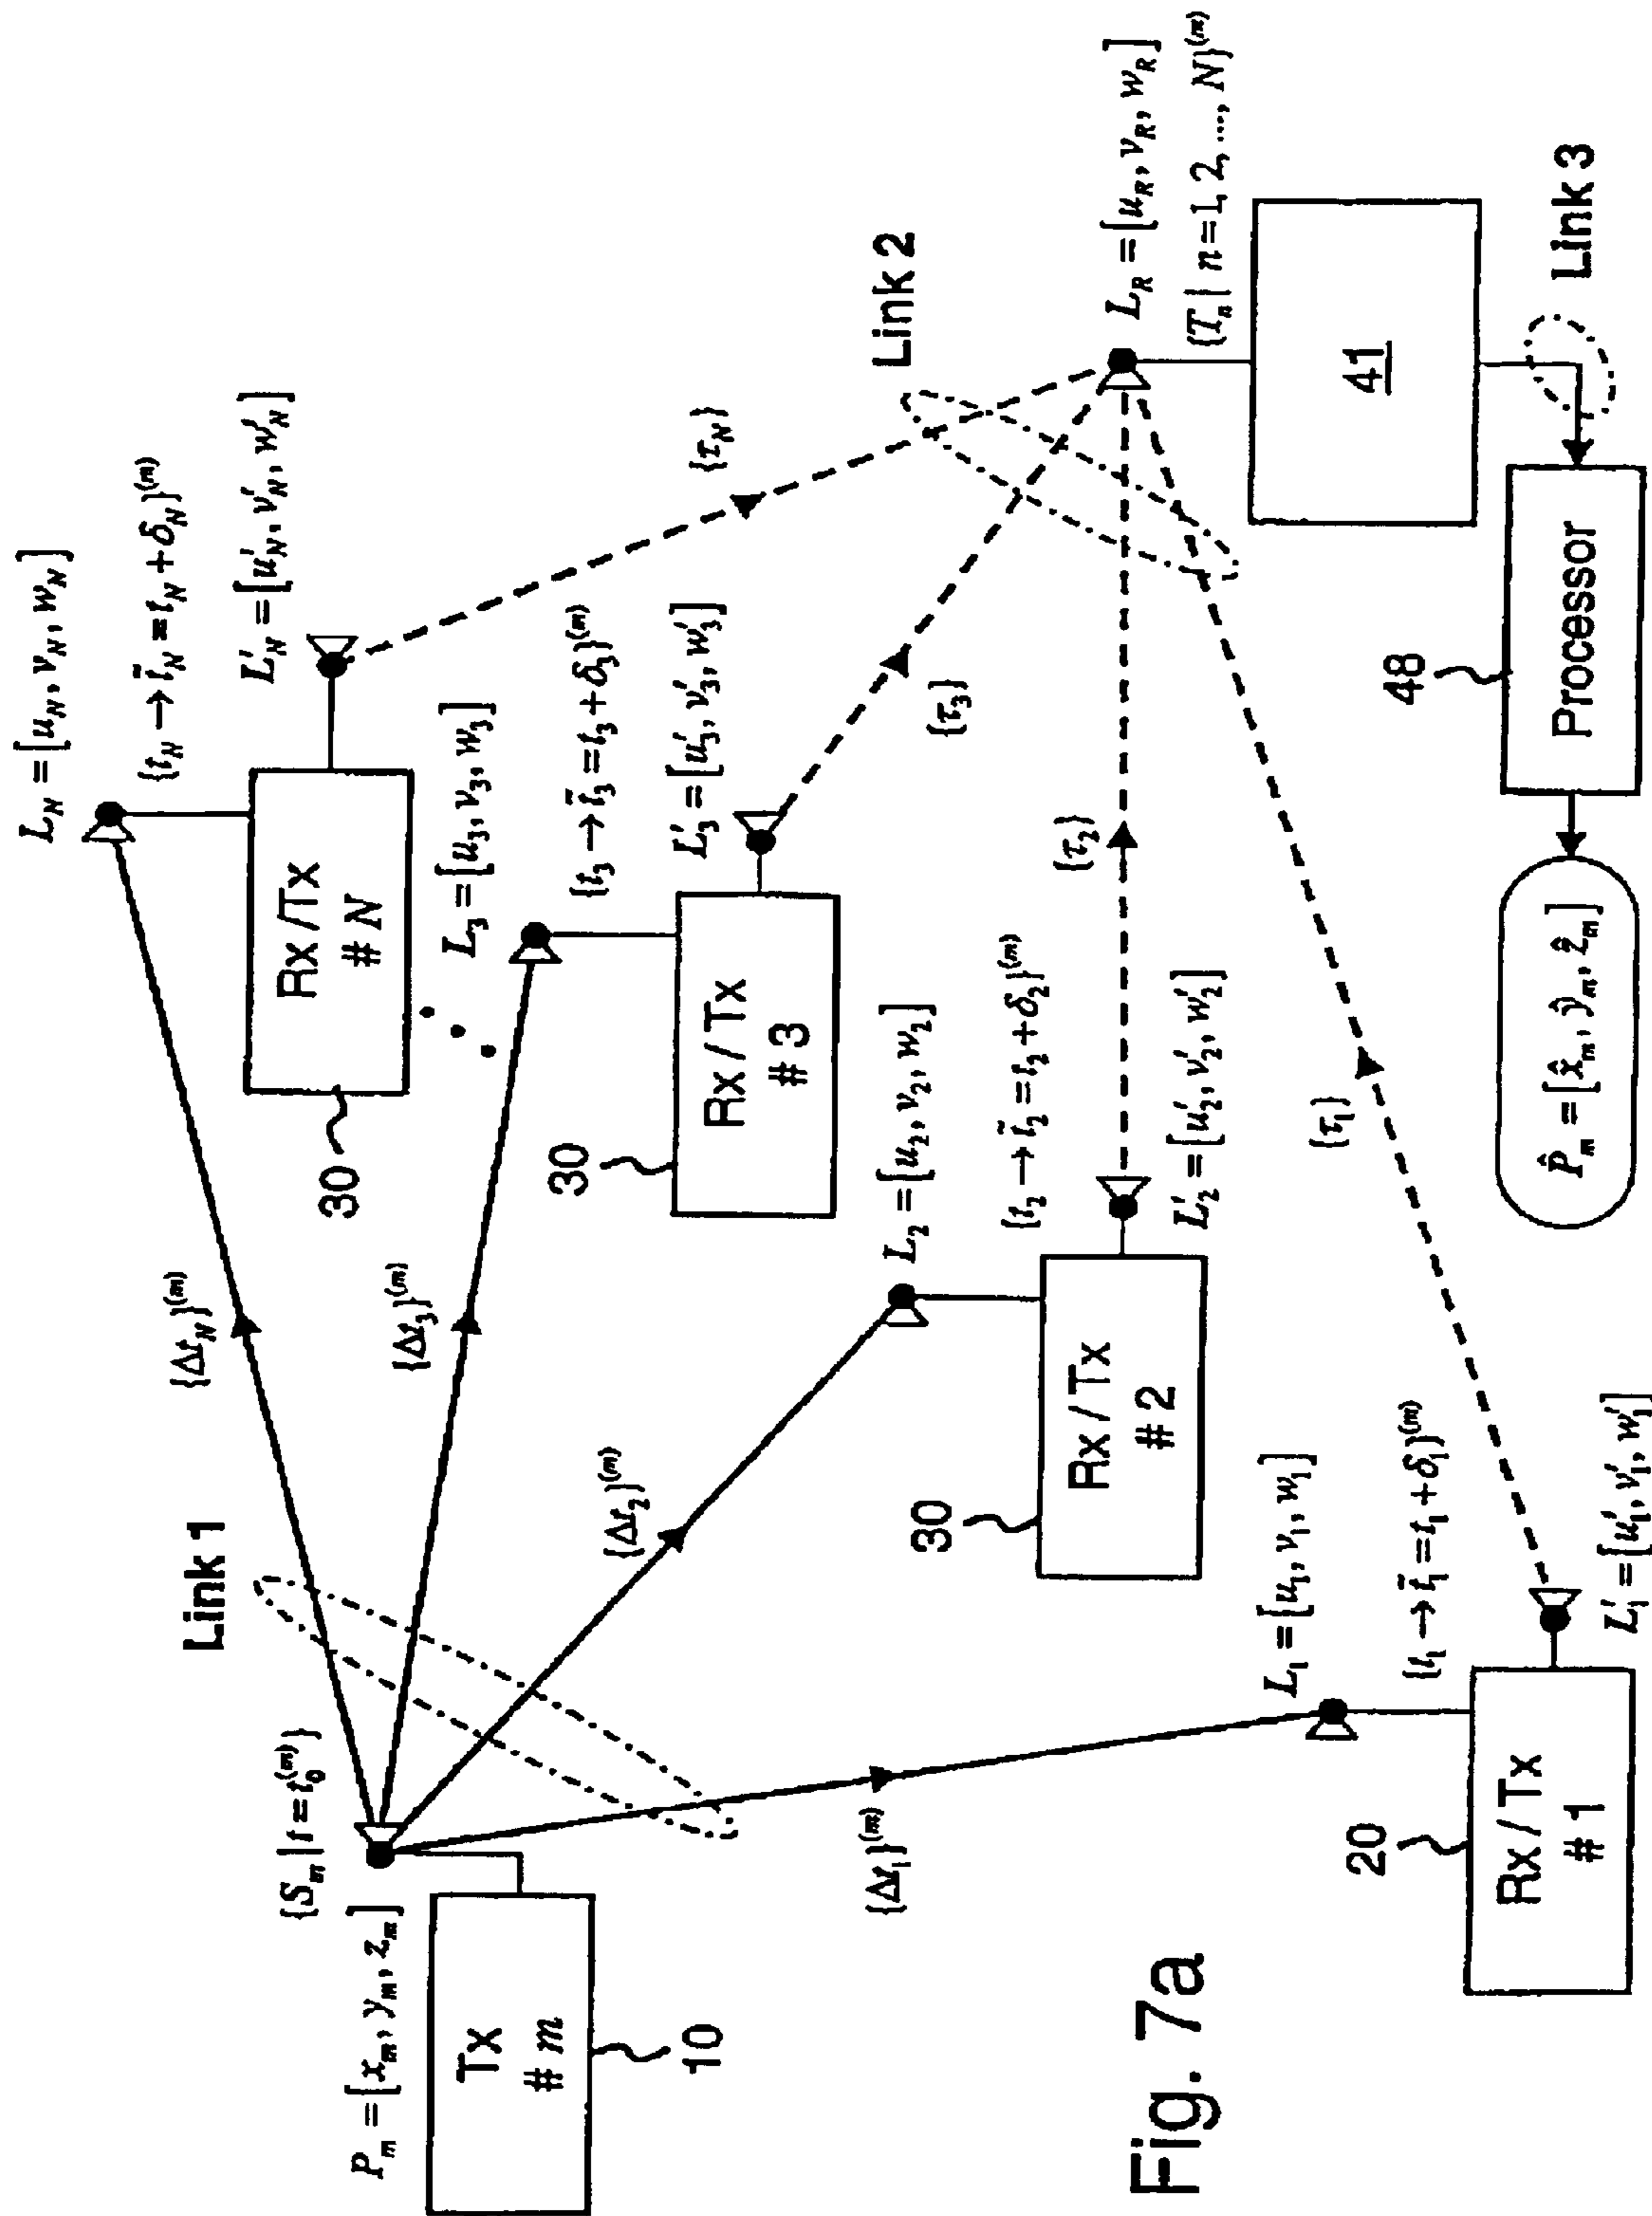 Fig. 7a
Link 1
Link 2
Link 3
P_m = [x_m, y_m, z_m]
{S_m | t = t_0^(m)}
Tx
# m
10
{Δt_N}^(m)
{Δt_3}^(m)
{Δt_2}^(m)
{Δt_1}^(m)
L_N = [u_N, v_N, w_N]
{t_N → t̃_N = t_N + δ_N}^(m)
L'_N = [u'_N, v'_N, w'_N]
Rx/Tx
# N
30
L_3 = [u_3, v_3, w_3]
{t_3 → t̃_3 = t_3 + δ_3}^(m)
L'_3 = [u'_3, v'_3, w'_3]
Rx/Tx
# 3
30
L_2 = [u_2, v_2, w_2]
{t_2 → t̃_2 = t_2 + δ_2}^(m)
L'_2 = [u'_2, v'_2, w'_2]
Rx/Tx
# 2
30
L_1 = [u_1, v_1, w_1]
{t_1 → t̃_1 = t_1 + δ_1}^(m)
L'_1 = [u'_1, v'_1, w'_1]
Rx/Tx
# 1
20
{τ_N}
{τ_3}
{τ_2}
{τ_1}
L_R = [u_R, v_R, w_R]
{T_n | n = 1, 2, ..., N}^(m)
41
Processor
48
P̂_m = [x̂_m, ŷ_m, ẑ_m]